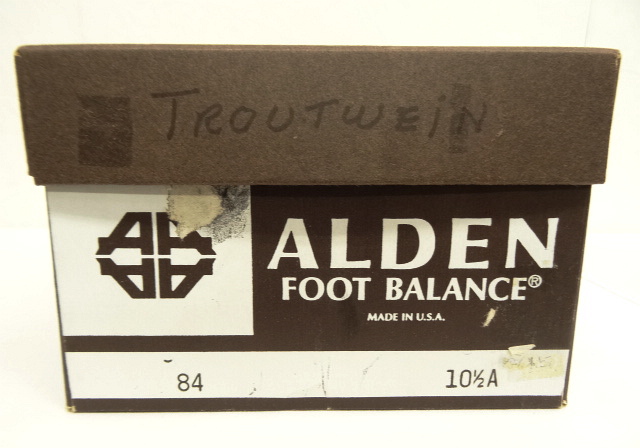 TROUTWEIN
ALDEN
FOOT BALANCE®
MADE IN U.S.A.
84 10½A